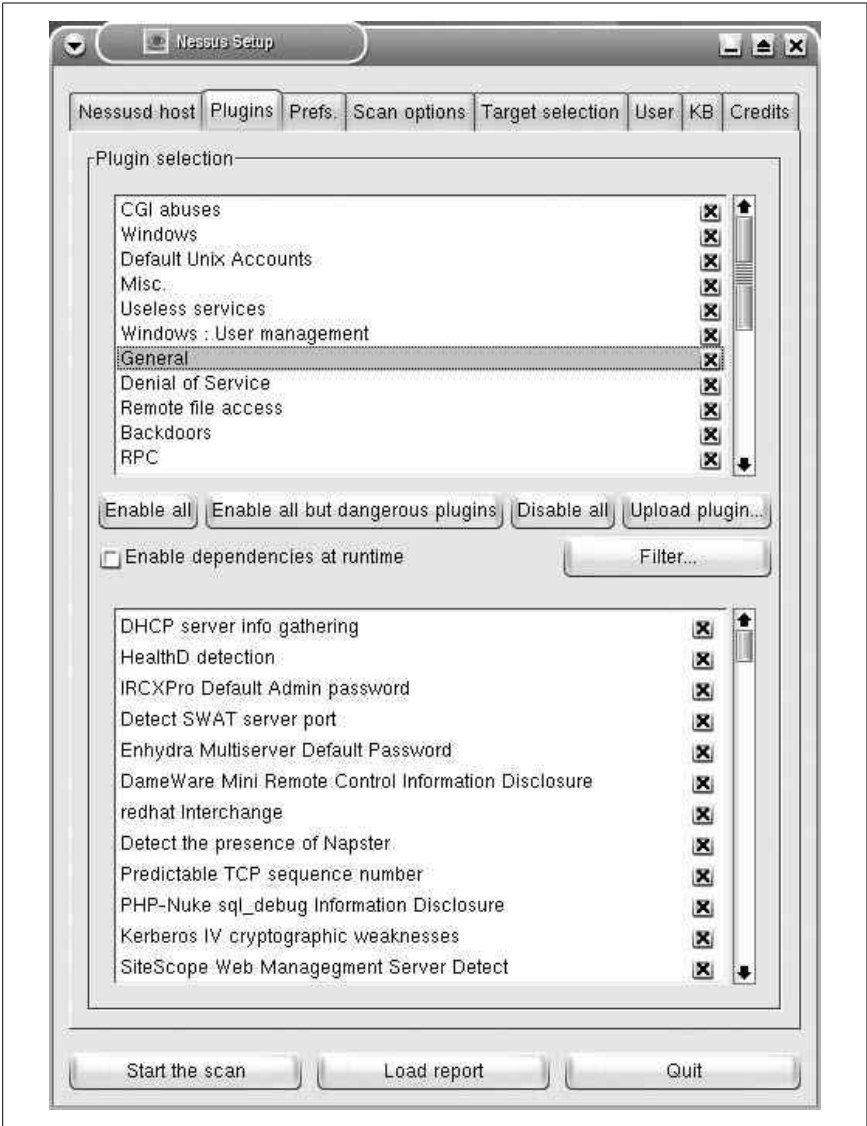 Nessus Setup
Nessusd host Plugins Prefs. Scan options Target selection User KB Credits
Plugin selection
CGI abuses
Windows
Default Unix Accounts
Misc.
Useless services
Windows : User management
General
Denial of Service
Remote file access
Backdoors
RPC
Enable all Enable all but dangerous plugins Disable all Upload plugin...
Enable dependencies at runtime Filter...
DHCP server info gathering
HealthD detection
IRCXPro Default Admin password
Detect SWAT server port
Enhydra Multiserver Default Password
DameWare Mini Remote Control Information Disclosure
redhat Interchange
Detect the presence of Napster
Predictable TCP sequence number
PHP-Nuke sql_debug Information Disclosure
Kerberos IV cryptographic weaknesses
SiteScope Web Managegment Server Detect
Start the scan Load report Quit